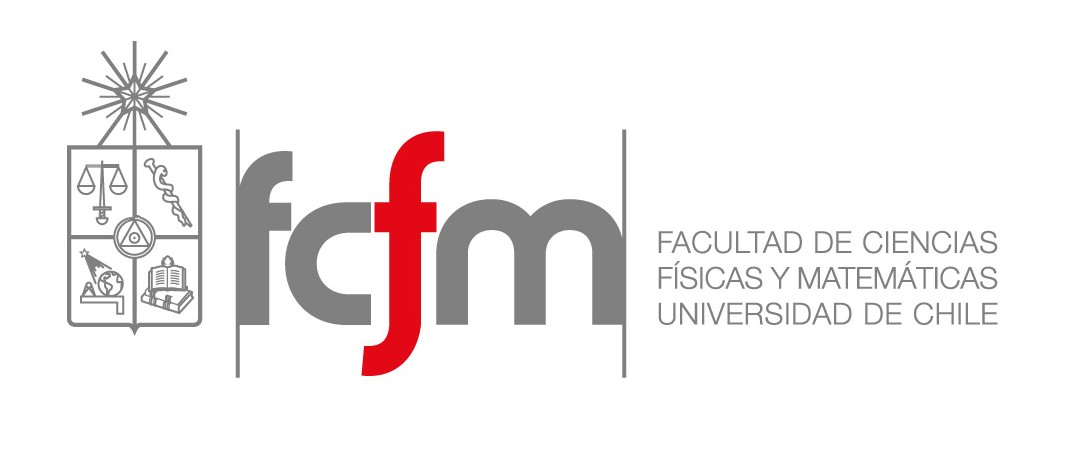 fcfm
FACULTAD DE CIENCIAS
FÍSICAS Y MATEMÁTICAS
UNIVERSIDAD DE CHILE